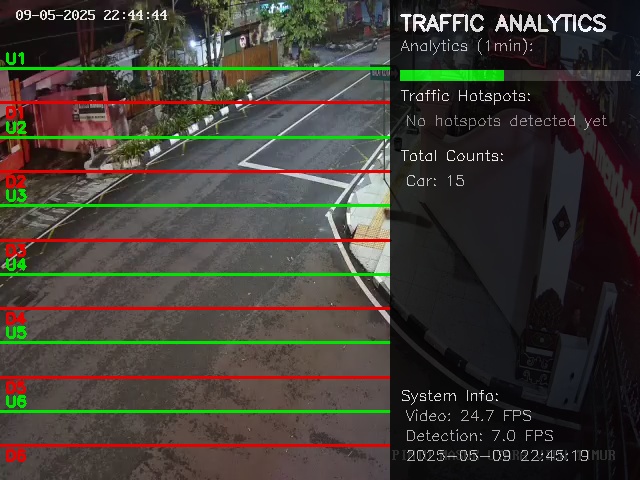 09-05-2025 22:44:44
TRAFFIC ANALYTICS
Analytics (1min):
U1
D1
U2
D2
U3
D3
U4
D4
U5
D5
U6
D6
Traffic Hotspots:
No hotspots detected yet
Total Counts:
Car: 15
System Info:
Video: 24.7 FPS
Detection: 7.0 FPS
2025-05-09 22:45:19